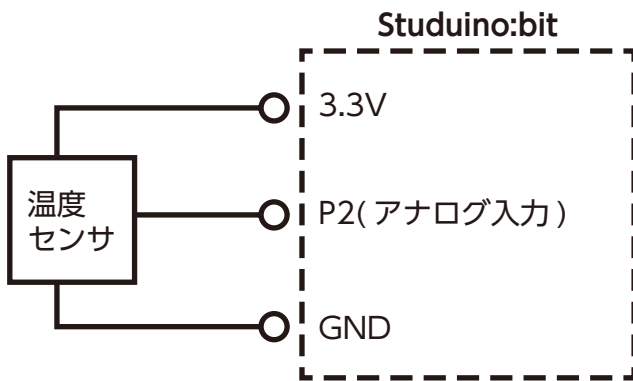 Studuino:bit
3.3V
温度
センサ
P2( アナログ入力 )
GND